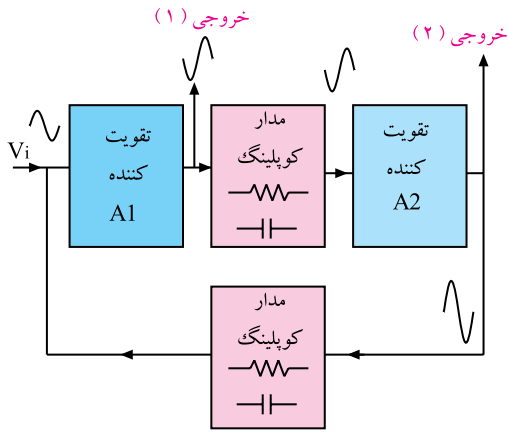 خروجی (۱)
خروجی (۲)
Vi
تقویت
کننده
A1
مدار
کوپلینگ
تقویت
کننده
A2
مدار
کوپلینگ